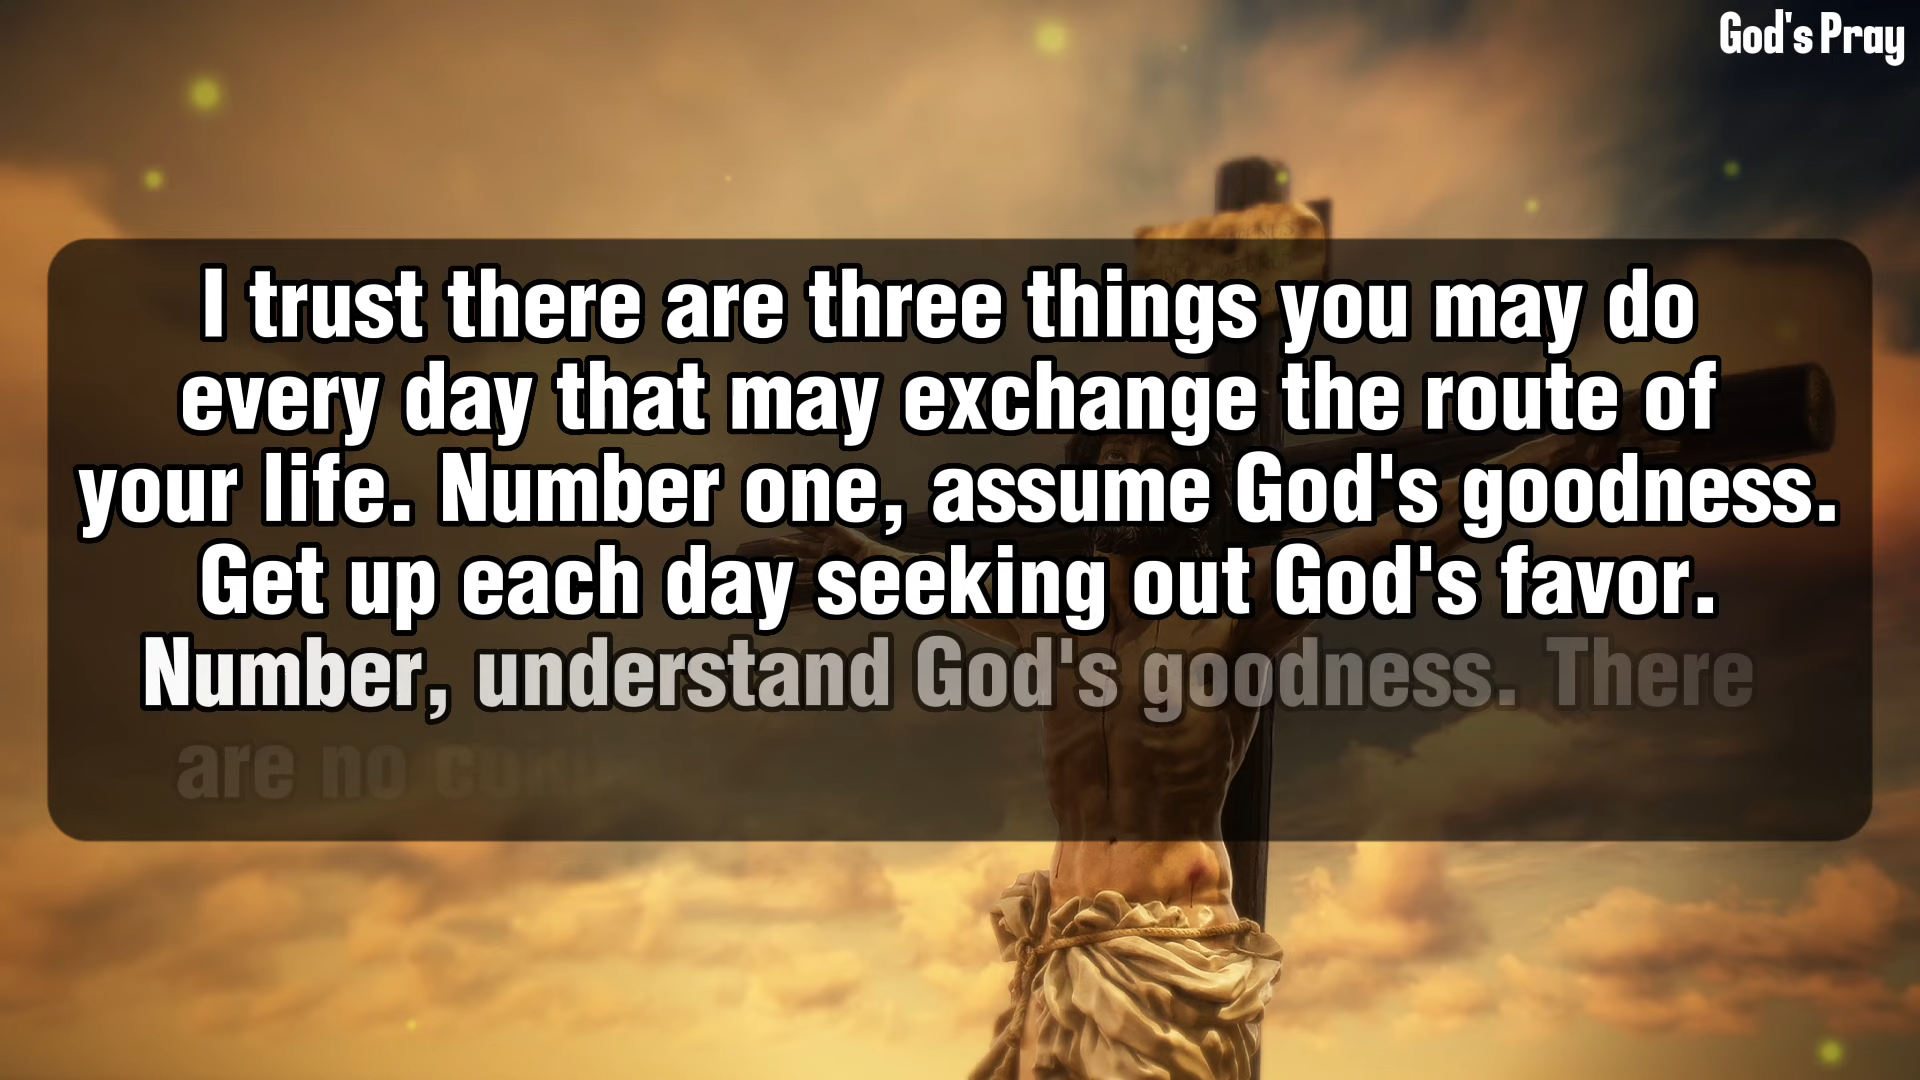 God's Pray
I trust there are three things you may do
every day that may exchange the route of
your life. Number one, assume God's goodness.
Get up each day seeking out God's favor.
Number, understand God's goodness. There
are no